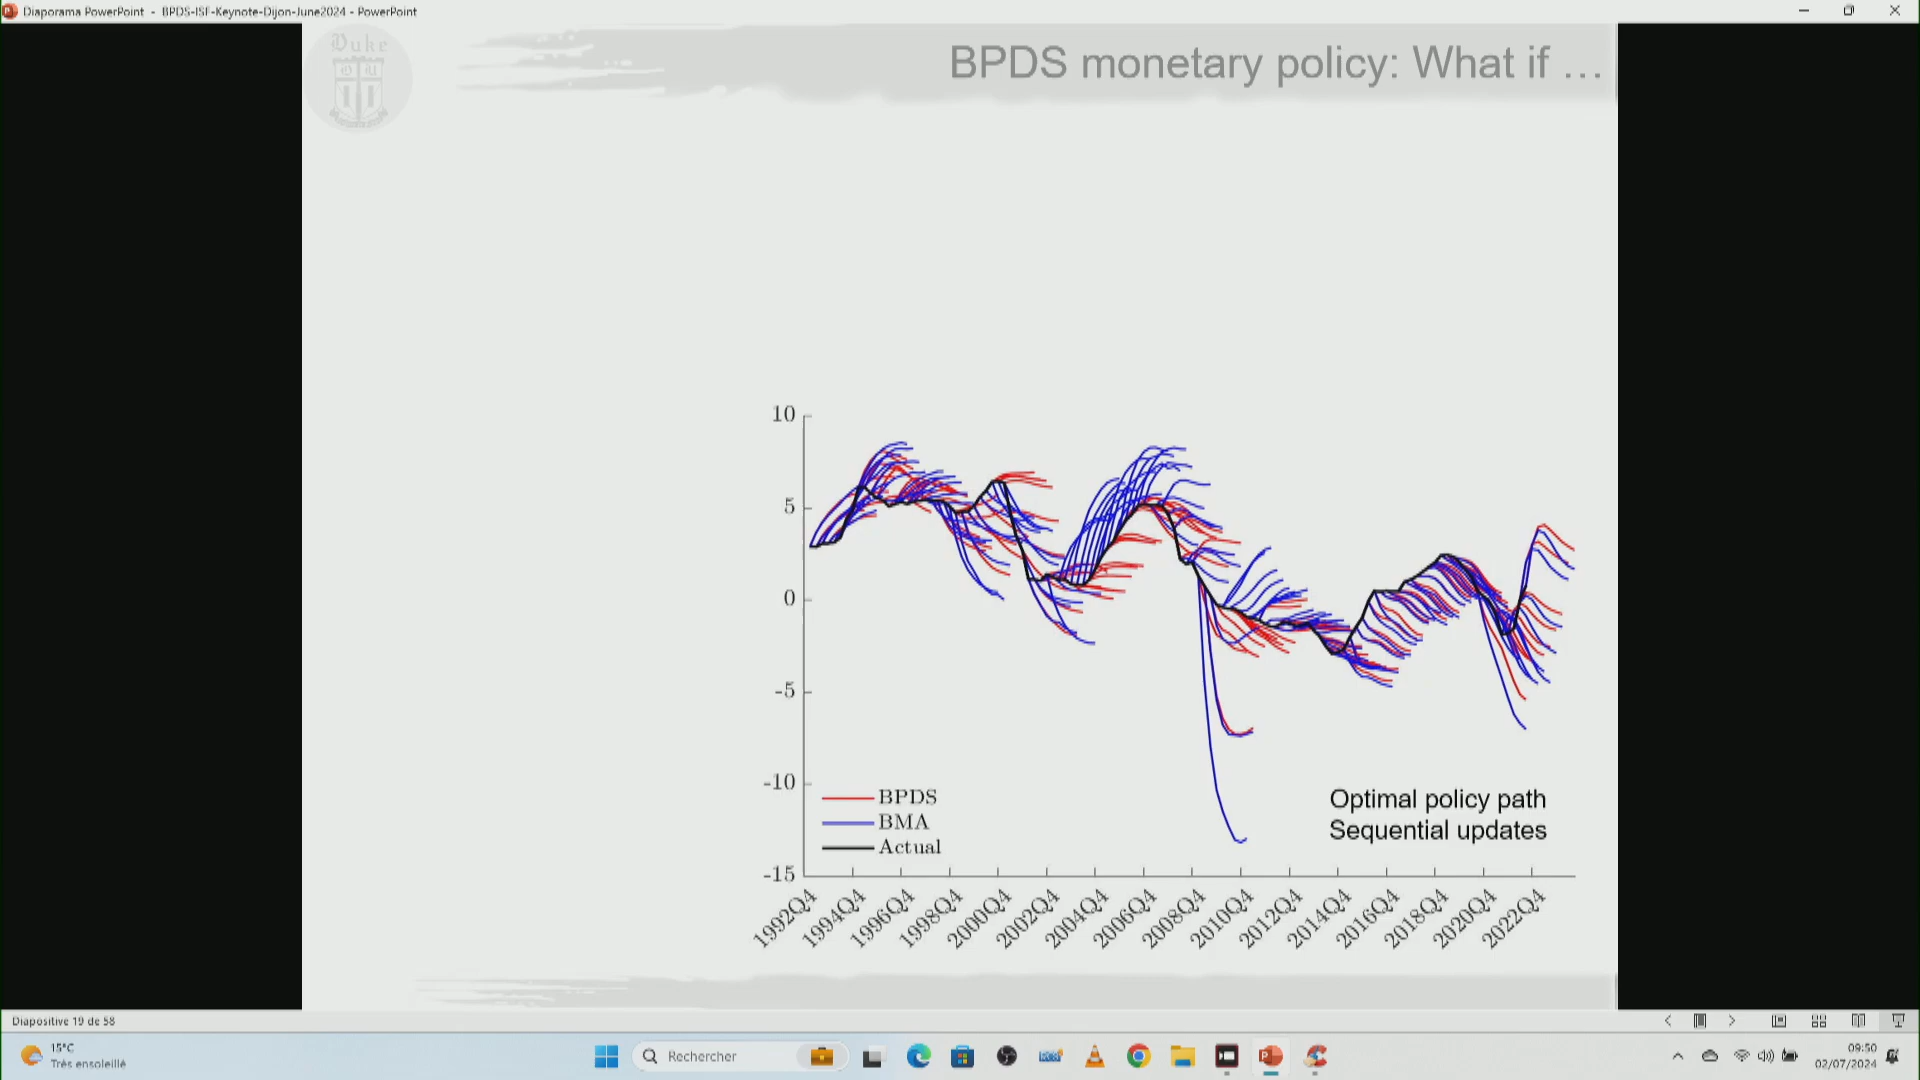 Diaporama PowerPoint - BPDS-ISF-Keynote-Dijon-June2024 - PowerPoint
Duke
BPDS monetary policy: What if …
10
5
0
-5
-10
-15
BPDS
BMA
Actual
Optimal policy path
Sequential updates
1992Q4
1994Q4
1996Q4
1998Q4
2000Q4
2002Q4
2004Q4
2006Q4
2008Q4
2010Q4
2012Q4
2014Q4
2016Q4
2018Q4
2020Q4
2022Q4
Diapositive 19 de 58
15°C
Très ensoleillé
Rechercher
09:50
02/07/2024